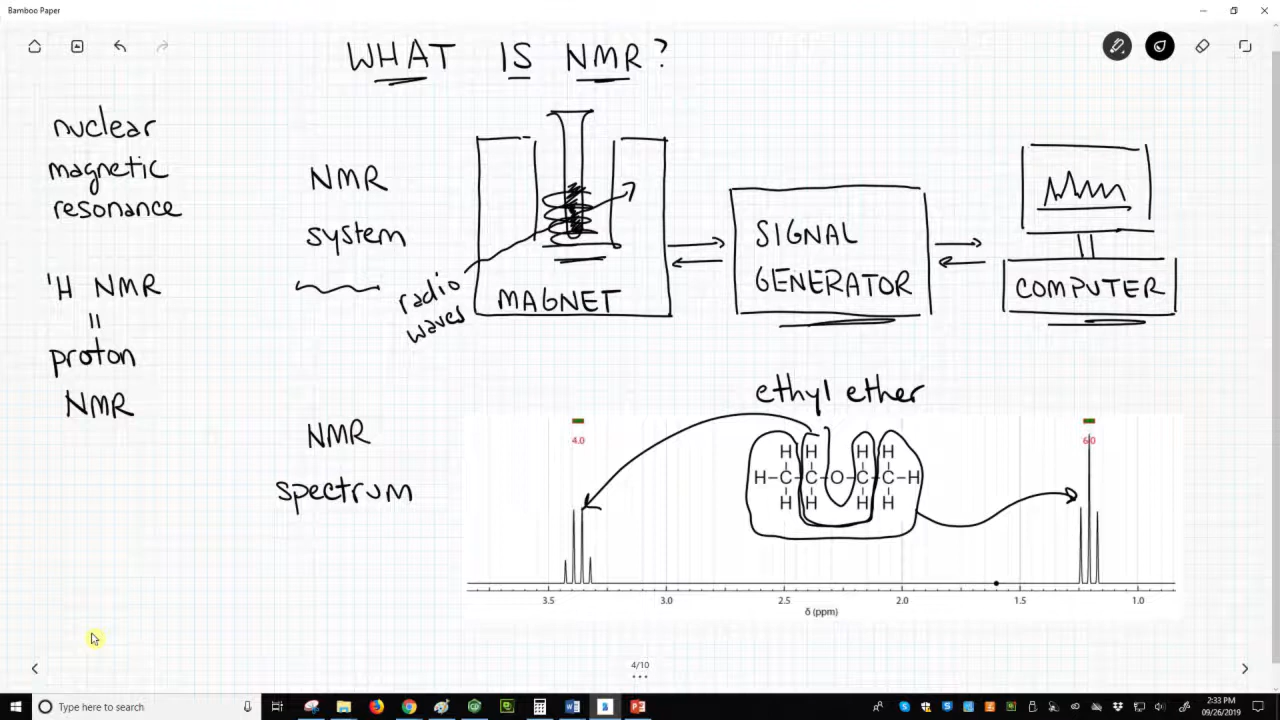 Bamboo Paper
WHAT IS NMR?
nuclear
magnetic
resonance
'H NMR
=
proton
NMR
NMR
system
radio
waves
MAGNET
SIGNAL
GENERATOR
COMPUTER
ethyl ether
NMR
spectrum
4.0
6.0
H H H H
H-C-C-O-C-C-H
H H H H
3.5 3.0 2.5 2.0 1.5 1.0
δ (ppm)
4/10
Type here to search
2:33 PM
09/26/2019